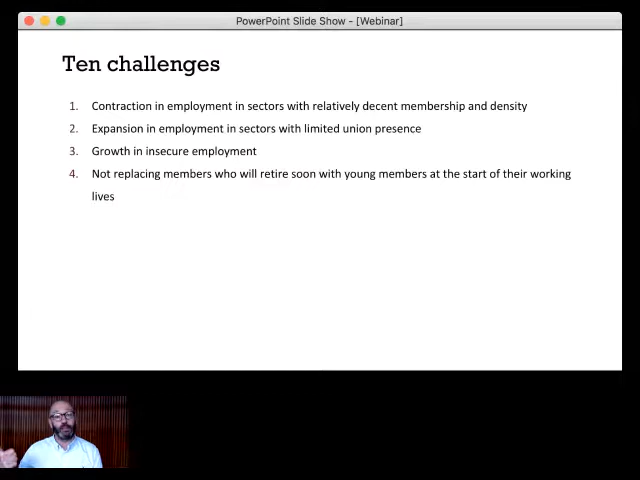 PowerPoint Slide Show - [Webinar]
Ten challenges
1. Contraction in employment in sectors with relatively decent membership and density
2. Expansion in employment in sectors with limited union presence
3. Growth in insecure employment
4. Not replacing members who will retire soon with young members at the start of their working
lives